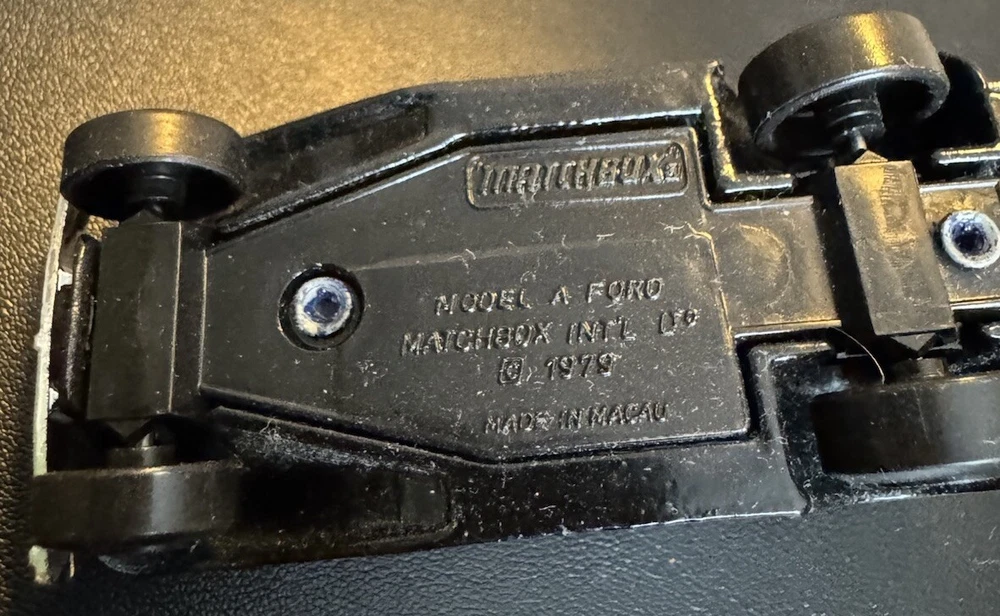 MATCHBOX
MODEL A FORD
MATCHBOX INT'L LTD
© 1979
MADE IN MACAU